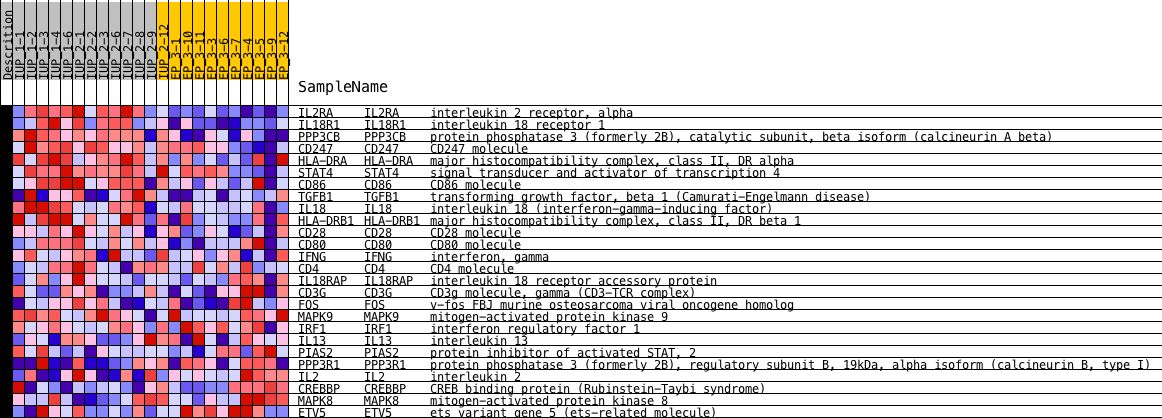 Descrition
IUP_1-1
IUP_1-2
IUP_1-3
IUP_1-4
IUP_1-6
IUP_2-1
IUP_2-2
IUP_2-3
IUP_2-6
IUP_2-7
IUP_2-8
IUP_2-9
IUP_2-12
EP_3-1
EP_3-10
EP_3-11
EP_3-3
EP_3-6
EP_3-7
EP_3-4
EP_3-5
EP_3-9
EP_3-12
SampleName
IL2RA IL2RA interleukin 2 receptor, alpha
IL18R1 IL18R1 interleukin 18 receptor 1
PPP3CB PPP3CB protein phosphatase 3 (formerly 2B), catalytic subunit, beta isoform (calcineurin A beta)
CD247 CD247 CD247 molecule
HLA-DRA HLA-DRA major histocompatibility complex, class II, DR alpha
STAT4 STAT4 signal transducer and activator of transcription 4
CD86 CD86 CD86 molecule
TGFB1 TGFB1 transforming growth factor, beta 1 (Camurati-Engelmann disease)
IL18 IL18 interleukin 18 (interferon-gamma-inducing factor)
HLA-DRB1 HLA-DRB1 major histocompatibility complex, class II, DR beta 1
CD28 CD28 CD28 molecule
CD80 CD80 CD80 molecule
IFNG IFNG interferon, gamma
CD4 CD4 CD4 molecule
IL18RAP IL18RAP interleukin 18 receptor accessory protein
CD3G CD3G CD3g molecule, gamma (CD3-TCR complex)
FOS FOS v-fos FBJ murine osteosarcoma viral oncogene homolog
MAPK9 MAPK9 mitogen-activated protein kinase 9
IRF1 IRF1 interferon regulatory factor 1
IL13 IL13 interleukin 13
PIAS2 PIAS2 protein inhibitor of activated STAT, 2
PPP3R1 PPP3R1 protein phosphatase 3 (formerly 2B), regulatory subunit B, 19kDa, alpha isoform (calcineurin B, type I)
IL2 IL2 interleukin 2
CREBBP CREBBP CREB binding protein (Rubinstein-Taybi syndrome)
MAPK8 MAPK8 mitogen-activated protein kinase 8
ETV5 ETV5 ets variant gene 5 (ets-related molecule)